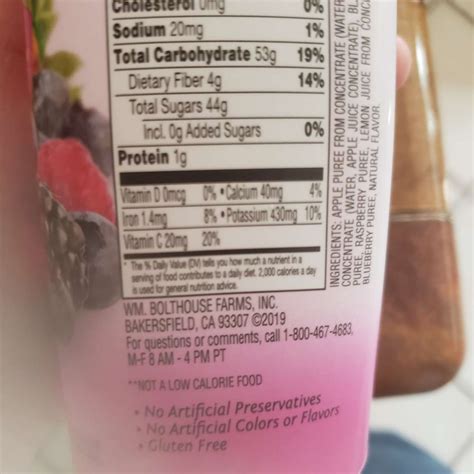 Cholesterol 0mg 0%
Sodium 20mg 1%
Total Carbohydrate 53g 19%
Dietary Fiber 4g 14%
Total Sugars 44g
Incl. 0g Added Sugars 0%
Protein 1g
Vitamin D 0mcg 0% • Calcium 40mg 4%
Iron 1.4mg 8% • Potassium 430mg 10%
Vitamin C 20mg 20%
* The % Daily Value (DV) tells you how much a nutrient in a
serving of food contributes to a daily diet. 2,000 calories a day
is used for general nutrition advice.
WM. BOLTHOUSE FARMS, INC.
BAKERSFIELD, CA 93307 ©2019
For questions or comments, call 1-800-467-4683,
M-F 8 AM - 4 PM PT
**NOT A LOW CALORIE FOOD
• No Artificial Preservatives
• No Artificial Colors or Flavors
• Gluten Free
INGREDIENTS: APPLE PUREE FROM CONCENTRATE (WATER
CONCENTRATE (WATER, APPLE JUICE CONCENTRATE), BL
PUREE, RASPBERRY PUREE, LEMON JUICE FROM CONC
BLUEBERRY PUREE, NATURAL FLAVOR.